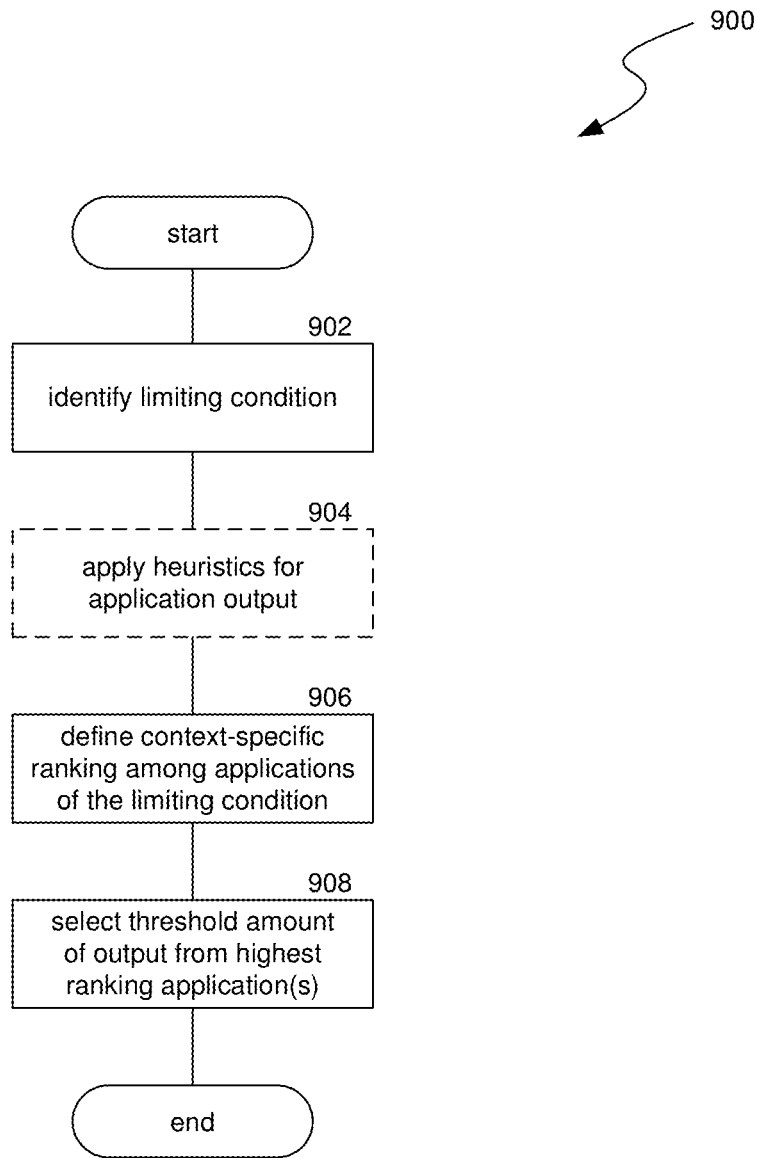 900
start
902
identify limiting condition
904
apply heuristics for
application output
906
define context-specific
ranking among applications
of the limiting condition
908
select threshold amount
of output from highest
ranking application(s)
end